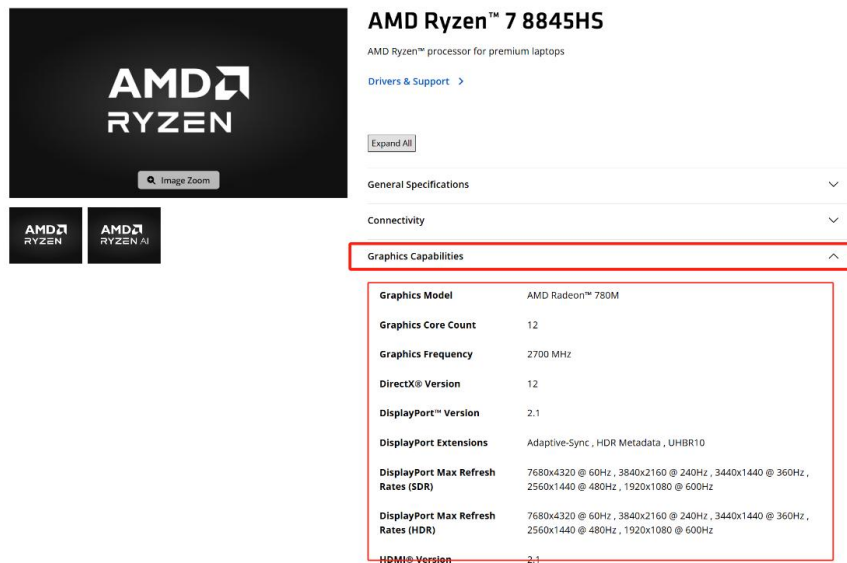 AMD
RYZEN
Image Zoom
AMD
RYZEN
AMD
RYZEN AI
AMD Ryzen™ 7 8845HS
AMD Ryzen™ processor for premium laptops
Drivers & Support
Expand All
General Specifications
Connectivity
Graphics Capabilities
Graphics Model AMD Radeon™ 780M
Graphics Core Count 12
Graphics Frequency 2700 MHz
DirectX® Version 12
DisplayPort™ Version 2.1
DisplayPort Extensions Adaptive-Sync , HDR Metadata , UHBR10
DisplayPort Max Refresh 7680x4320 @ 60Hz , 3840x2160 @ 240Hz , 3440x1440 @ 360Hz ,
Rates (SDR) 2560x1440 @ 480Hz , 1920x1080 @ 600Hz
DisplayPort Max Refresh 7680x4320 @ 60Hz , 3840x2160 @ 240Hz , 3440x1440 @ 360Hz ,
Rates (HDR) 2560x1440 @ 480Hz , 1920x1080 @ 600Hz
HDMI® Version 2.1